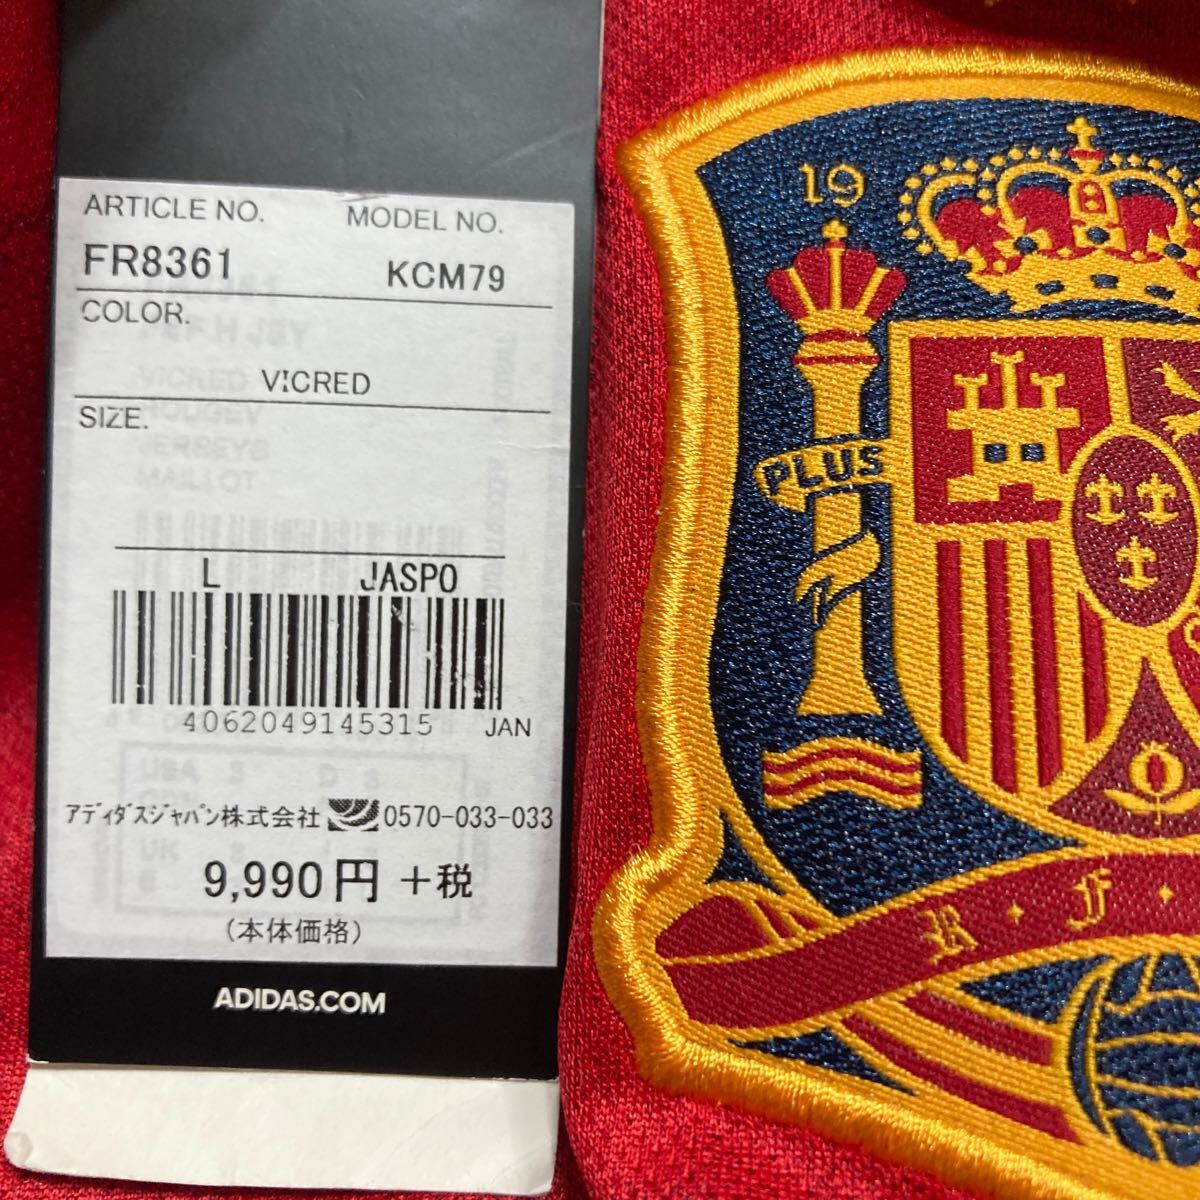 ARTICLE NO. MODEL NO.
FR8361 KCM79
COLOR.
VICRED
SIZE.
L JASPO
4062049145315 JAN
アディダスジャパン株式会社 0570-033-033
9,990円 +税
(本体価格)
ADIDAS.COM
19
PLUS
R·F·